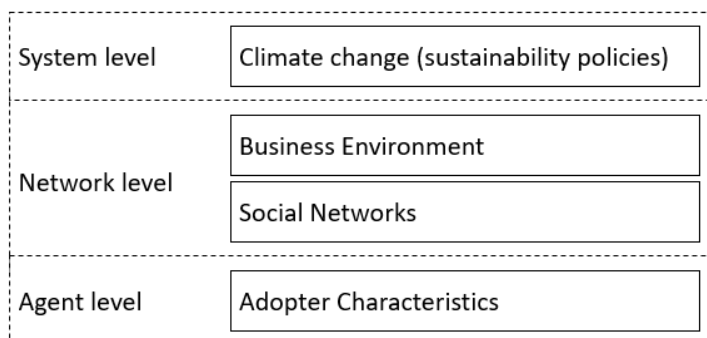 System level
Climate change (sustainability policies)
Network level
Business Environment
Social Networks
Agent level
Adopter Characteristics